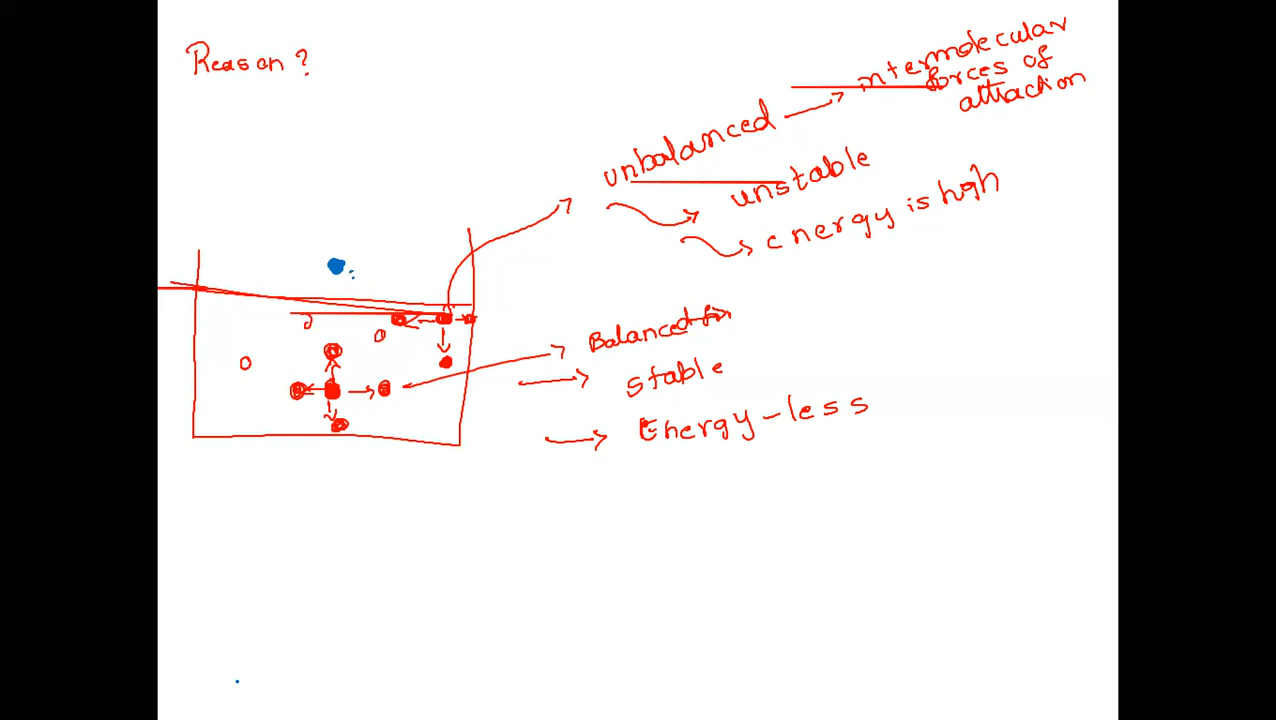 Reason?
intermolecular
forces of
attraction
unbalanced
unstable
energy is high
Balanced
stable
Energy-less